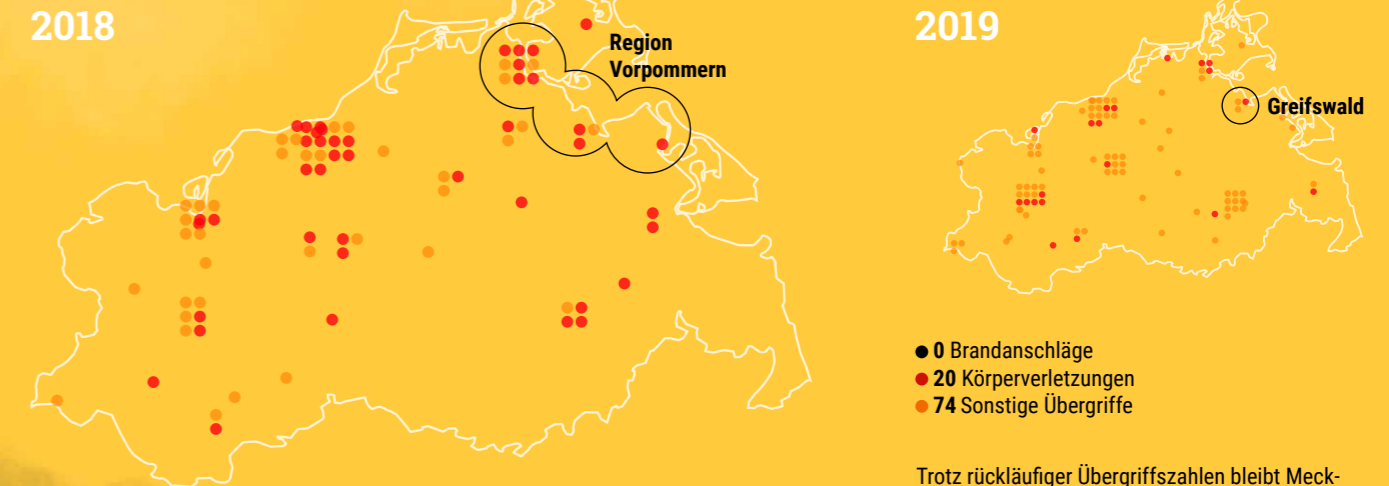 2018
Region
Vorpommern
2019
Greifswald
0 Brandanschläge
20 Körperverletzungen
74 Sonstige Übergriffe
Trotz rückläufiger Übergriffszahlen bleibt Meck-